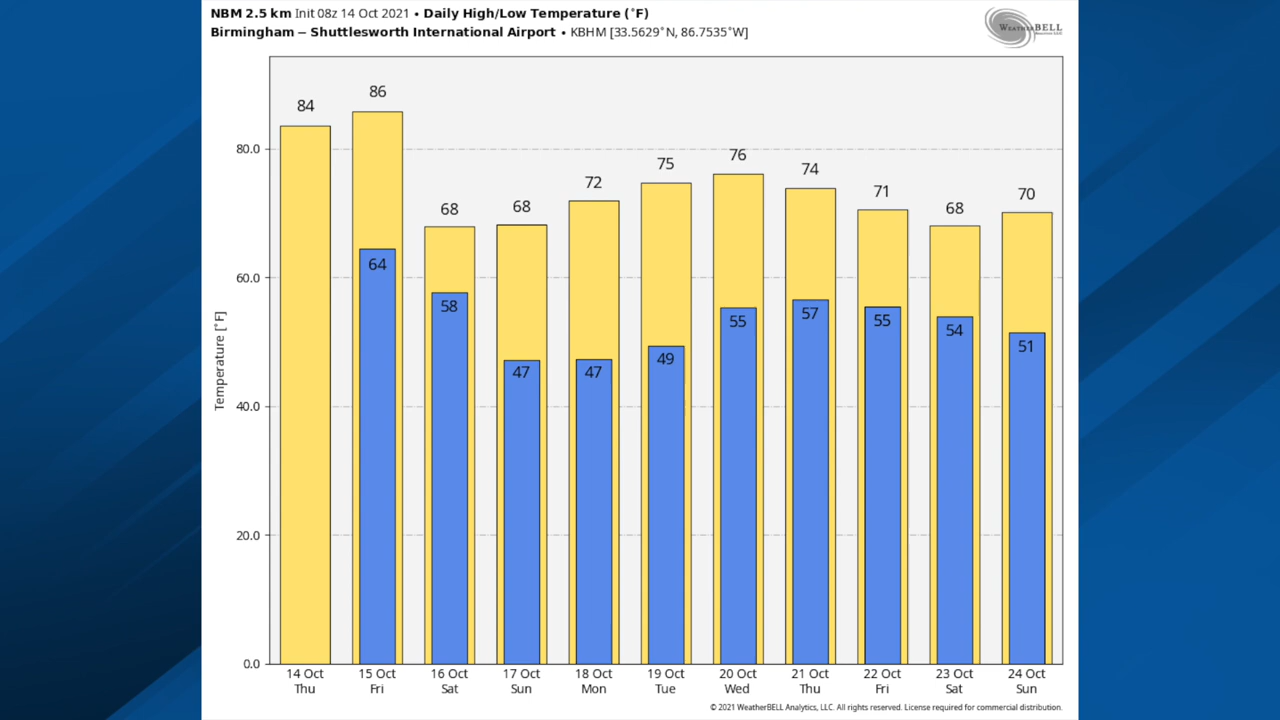 NBM 2.5 km Init 08z 14 Oct 2021 • Daily High/Low Temperature (°F)
Birmingham – Shuttlesworth International Airport • KBHM [33.5629°N, 86.7535°W]
WEATHERBELL
84
86
68
68
72
75
76
74
71
68
70
64
58
47
47
49
55
57
55
54
51
80.0
60.0
40.0
20.0
0.0
Temperature [°F]
14 Oct
Thu
15 Oct
Fri
16 Oct
Sat
17 Oct
Sun
18 Oct
Mon
19 Oct
Tue
20 Oct
Wed
21 Oct
Thu
22 Oct
Fri
23 Oct
Sat
24 Oct
Sun
© 2021 WeatherBELL Analytics, LLC. All rights reserved. License required for commercial distribution.